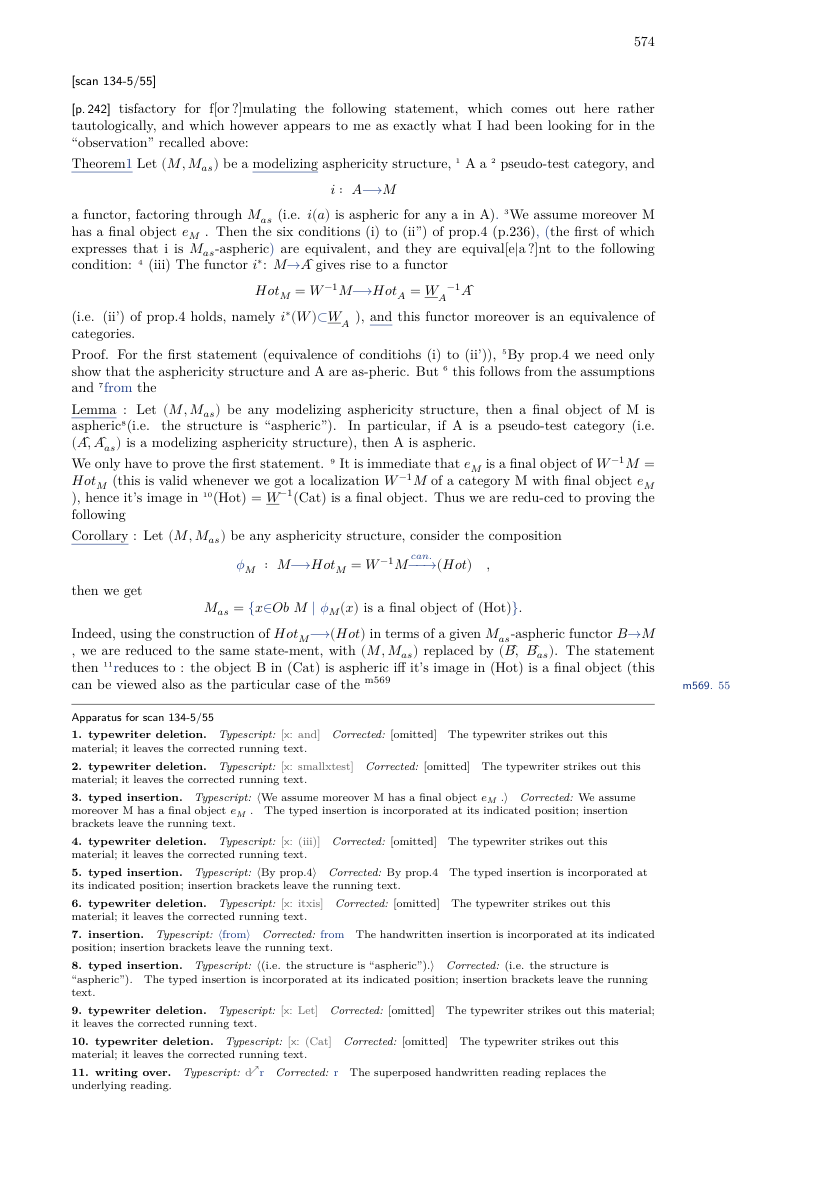 574
[scan 134-5/55]
[p. 242] tisfactory for f[or ?]mulating the following statement, which comes out here rather
tautologically, and which however appears to me as exactly what I had been looking for in the
“observation” recalled above:
Theorem1 Let (M, M_as) be a modelizing asphericity structure, ¹ A a ² pseudo-test category, and
i : A⟶M
a functor, factoring through M_as (i.e. i(a) is aspheric for any a in A). ³We assume moreover M
has a final object e_M . Then the six conditions (i) to (ii”) of prop.4 (p.236), (the first of which
expresses that i is M_as-aspheric) are equivalent, and they are equival[e|a ?]nt to the following
condition: ⁴ (iii) The functor i*: M→A^ gives rise to a functor
Hot_M = W⁻¹M⟶Hot_A = W_A⁻¹A^
(i.e. (ii’) of prop.4 holds, namely i*(W)⊂W_A ), and this functor moreover is an equivalence of
categories.
Proof. For the first statement (equivalence of conditiohs (i) to (ii’)), ⁵By prop.4 we need only
show that the asphericity structure and A are as-pheric. But ⁶ this follows from the assumptions
and ⁷from the
Lemma : Let (M, M_as) be any modelizing asphericity structure, then a final object of M is
aspheric⁸(i.e. the structure is “aspheric”). In particular, if A is a pseudo-test category (i.e.
(A^, A^_as) is a modelizing asphericity structure), then A is aspheric.
We only have to prove the first statement. ⁹ It is immediate that e_M is a final object of W⁻¹M =
Hot_M (this is valid whenever we got a localization W⁻¹M of a category M with final object e_M
), hence it’s image in ¹⁰(Hot) = W⁻¹(Cat) is a final object. Thus we are redu-ced to proving the
following
Corollary : Let (M, M_as) be any asphericity structure, consider the composition
ϕ_M : M⟶Hot_M = W⁻¹M⟶^can.(Hot) ,
then we get
M_as = {x∈Ob M | ϕ_M(x) is a final object of (Hot)}.
Indeed, using the construction of Hot_M⟶(Hot) in terms of a given M_as-aspheric functor B→M
, we are reduced to the same state-ment, with (M, M_as) replaced by (B^, B^_as). The statement
then ¹¹reduces to : the object B in (Cat) is aspheric iff it’s image in (Hot) is a final object (this
can be viewed also as the particular case of the m569
m569. 55
Apparatus for scan 134-5/55
1. typewriter deletion. Typescript: [x: and] Corrected: [omitted] The typewriter strikes out this
material; it leaves the corrected running text.
2. typewriter deletion. Typescript: [x: smallxtest] Corrected: [omitted] The typewriter strikes out this
material; it leaves the corrected running text.
3. typed insertion. Typescript: ⟨We assume moreover M has a final object e_M .⟩ Corrected: We assume
moreover M has a final object e_M . The typed insertion is incorporated at its indicated position; insertion
brackets leave the running text.
4. typewriter deletion. Typescript: [x: (iii)] Corrected: [omitted] The typewriter strikes out this
material; it leaves the corrected running text.
5. typed insertion. Typescript: ⟨By prop.4⟩ Corrected: By prop.4 The typed insertion is incorporated at
its indicated position; insertion brackets leave the running text.
6. typewriter deletion. Typescript: [x: itxis] Corrected: [omitted] The typewriter strikes out this
material; it leaves the corrected running text.
7. insertion. Typescript: ⟨from⟩ Corrected: from The handwritten insertion is incorporated at its indicated
position; insertion brackets leave the running text.
8. typed insertion. Typescript: ⟨(i.e. the structure is “aspheric”).⟩ Corrected: (i.e. the structure is
“aspheric”). The typed insertion is incorporated at its indicated position; insertion brackets leave the running
text.
9. typewriter deletion. Typescript: [x: Let] Corrected: [omitted] The typewriter strikes out this material;
it leaves the corrected running text.
10. typewriter deletion. Typescript: [x: (Cat] Corrected: [omitted] The typewriter strikes out this
material; it leaves the corrected running text.
11. writing over. Typescript: d↗r Corrected: r The superposed handwritten reading replaces the
underlying reading.